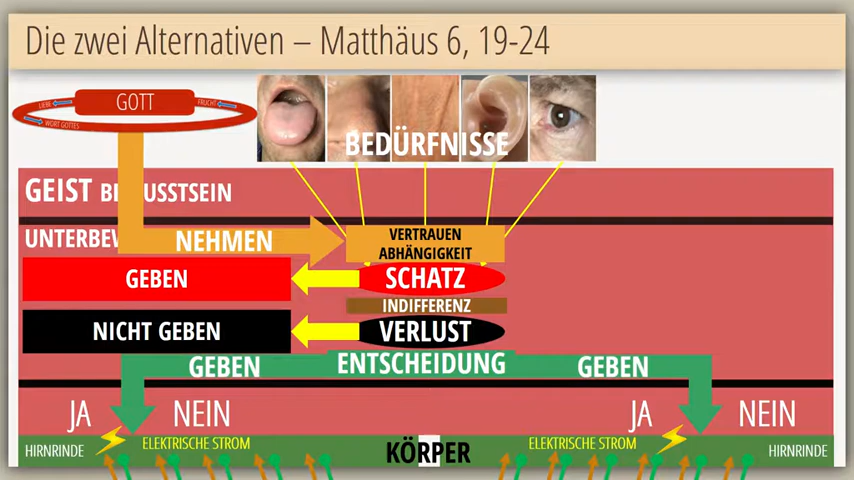 Die zwei Alternativen – Matthäus 6, 19-24
LIEBE
GOTT
FRUCHT
WORT GOTTES
BEDÜRFNISSE
GEIST BE USSTSEIN
UNTERBEW
NEHMEN
VERTRAUEN
ABHÄNGIGKEIT
GEBEN
SCHATZ
INDIFFERENZ
NICHT GEBEN
VERLUST
GEBEN
ENTSCHEIDUNG
GEBEN
JA
NEIN
JA
NEIN
HIRNRINDE
ELEKTRISCHE STROM
KÖRPER
ELEKTRISCHE STROM
HIRNRINDE